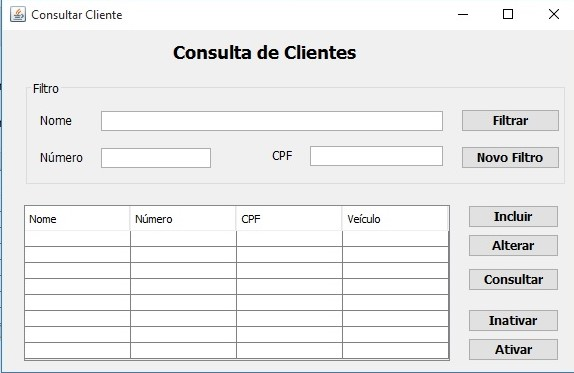 Consultar Cliente
Consulta de Clientes
Filtro
Nome Filtrar
Número CPF Novo Filtro
Nome Número CPF Veículo
Incluir
Alterar
Consultar
Inativar
Ativar